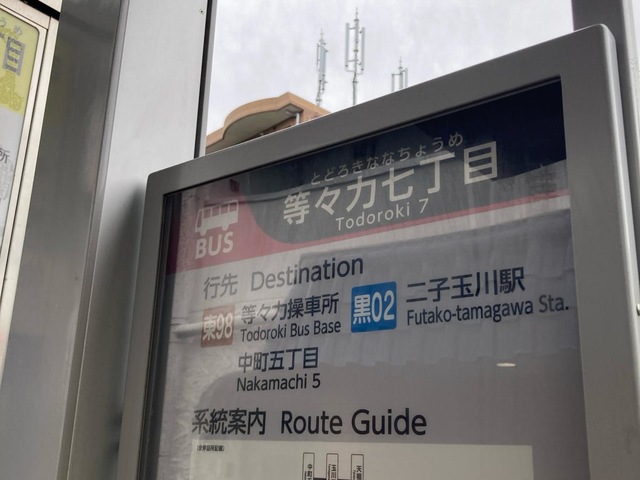 とどろきななちょうめ
等々力七丁目
Todoroki 7
BUS
行先 Destination
東98 等々力操車所
Todoroki Bus Base
中町五丁目
Nakamachi 5
黒02 二子玉川駅
Futako-tamagawa Sta.
系統案内 Route Guide
目
所